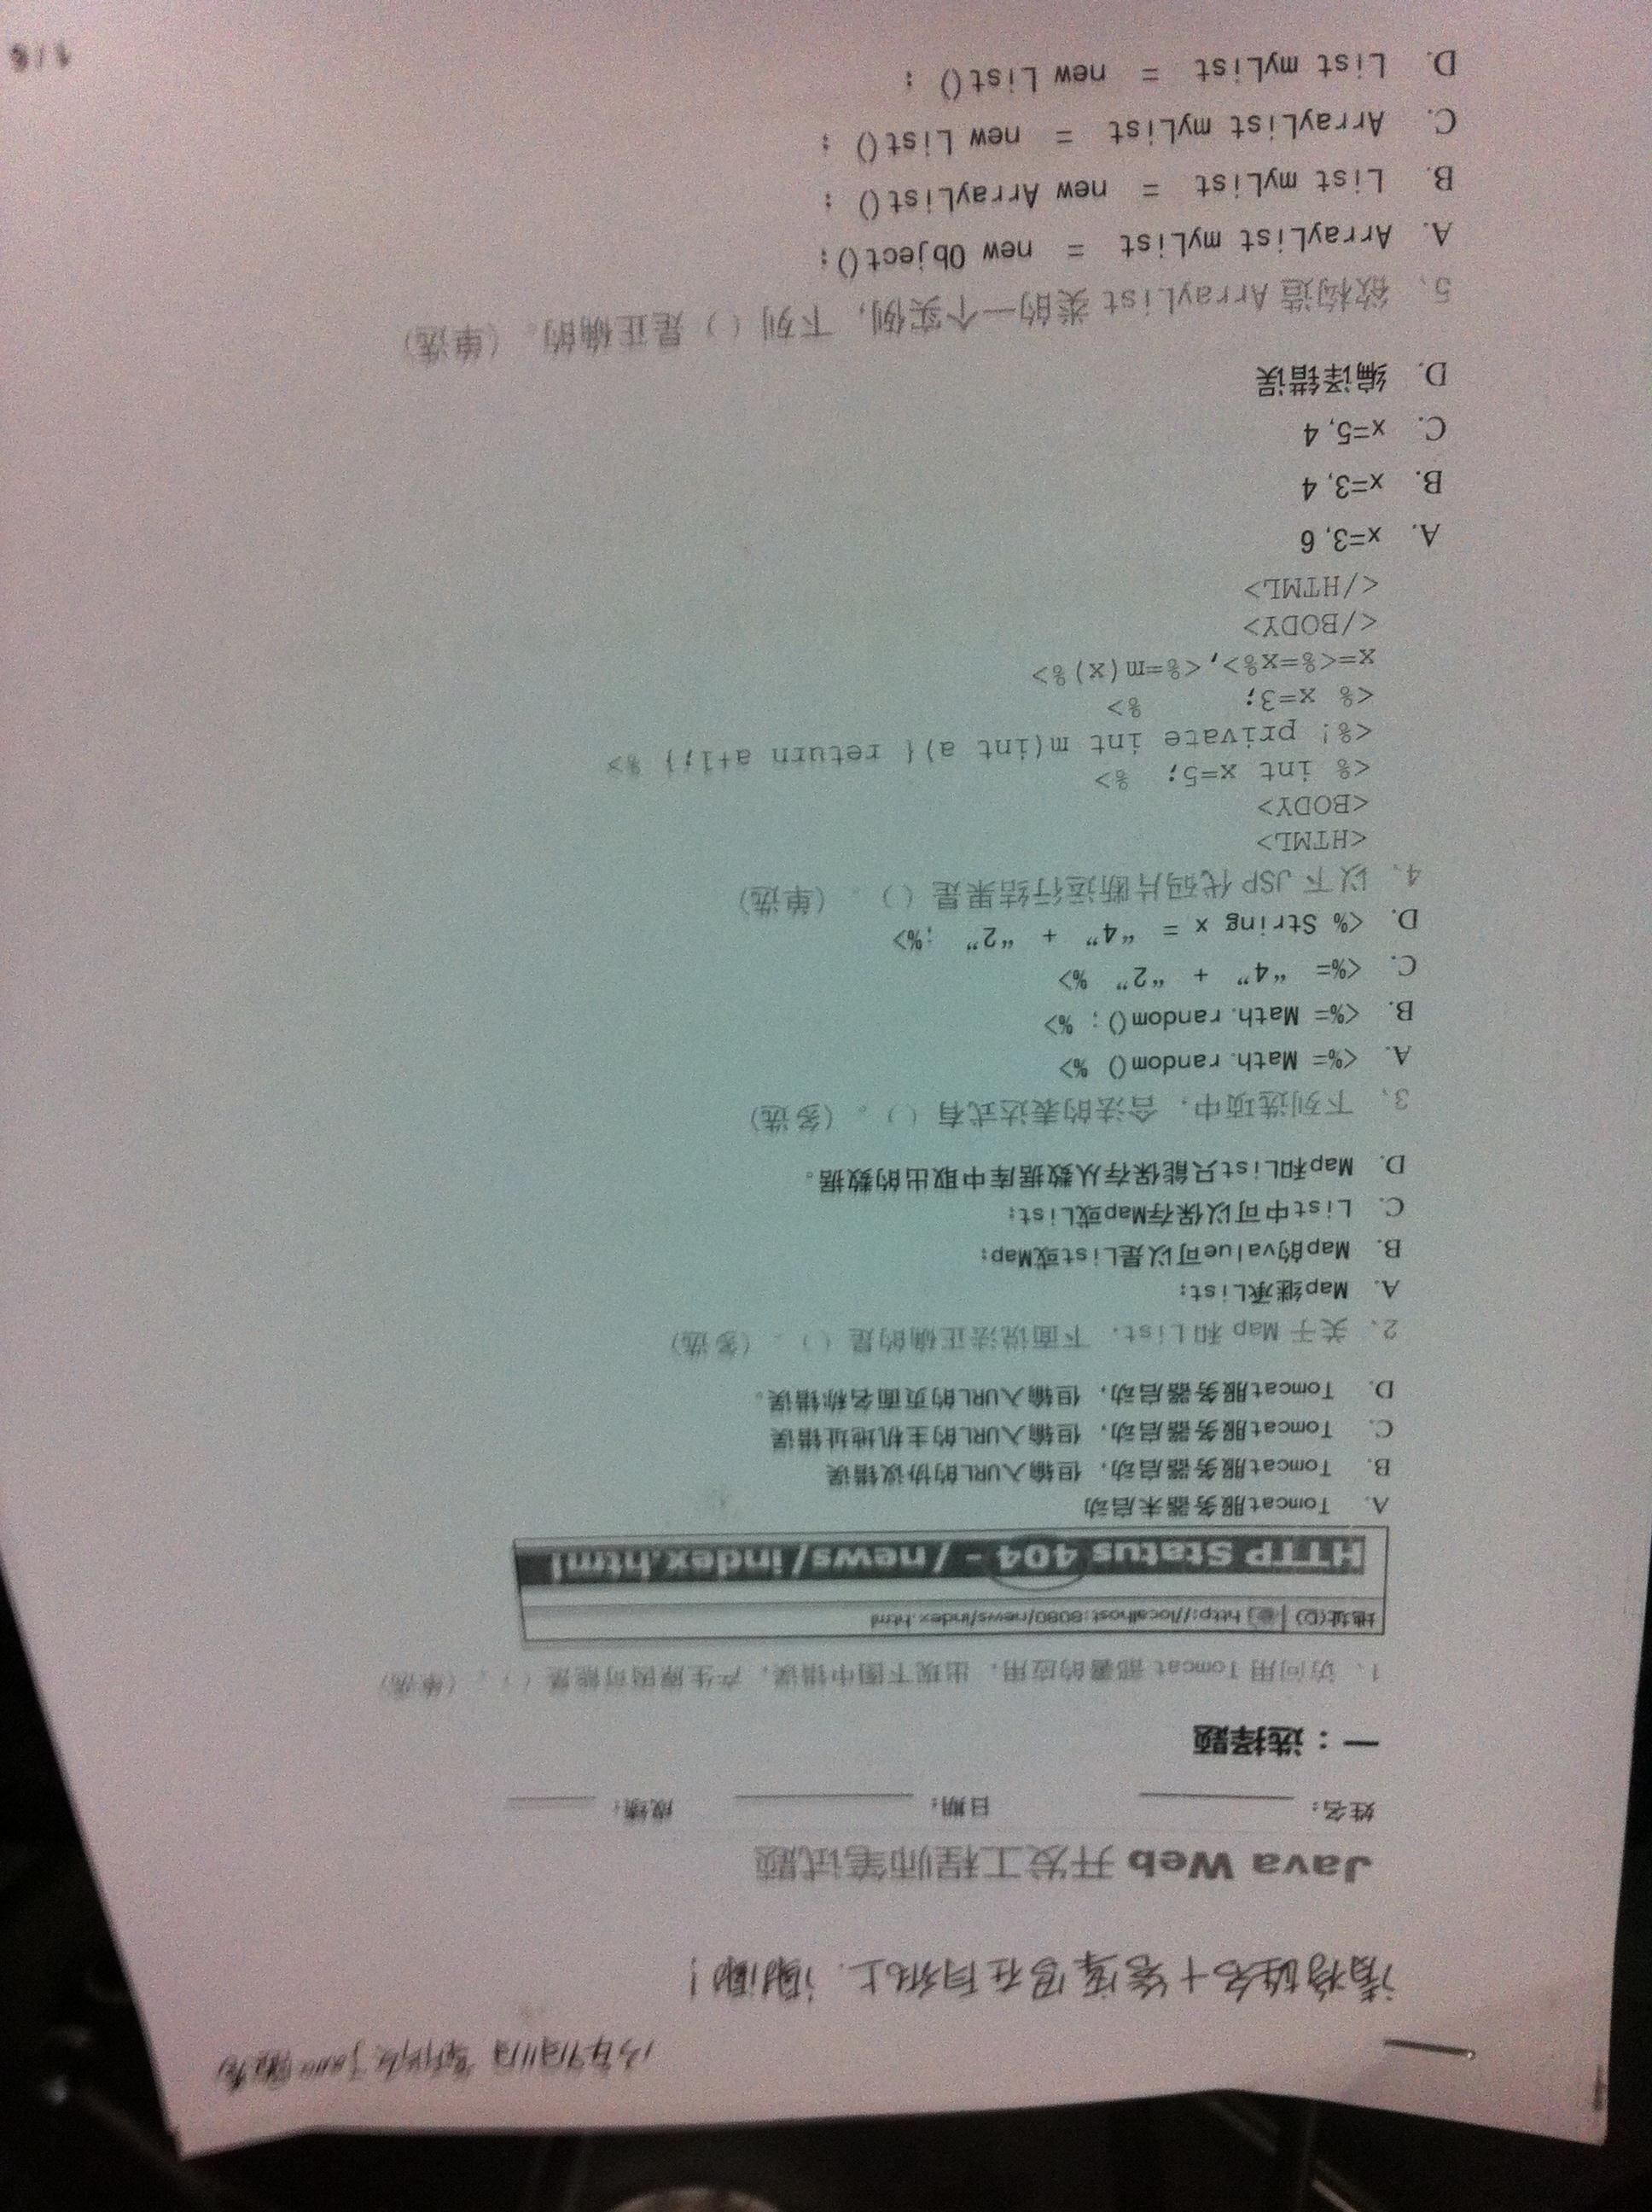 请将姓名+答案写在白纸上. 谢谢!
Java Web 开发工程师笔试题
姓名: 日期: 成绩:
一:选择题
1、访问用 Tomcat 部署的应用, 出现下图中错误, 产生原因可能是 ( ) 。(单选)
地址(D) http://localhost:8080/news/index.html
HTTP Status 404 - /news/index.html
A. Tomcat服务器未启动
B. Tomcat服务器启动, 但输入URL的协议错误
C. Tomcat服务器启动, 但输入URL的主机地址错误
D. Tomcat服务器启动, 但输入URL的页面名称错误。
2、关于 Map 和 List, 下面说法正确的是 ( ) 。(多选)
A. Map继承List;
B. Map的value可以是List或Map;
C. List中可以保存Map或List;
D. Map和List只能保存从数据库中取出的数据。
3、下列选项中, 合法的表达式有 ( ) 。(多选)
A. <%= Math.random() %>
B. <%= Math.random(); %>
C. <%= “4” + “2” %>
D. <% String x = “4” + “2” ;%>
4、以下 JSP 代码片断运行结果是 ( ) 。(单选)
<HTML>
<BODY>
<% int x=5; %>
<%! private int m(int a){ return a+1;} %>
<% x=3; %>
x=<%=x%>,<%=m(x)%>
</BODY>
</HTML>
A. x=3, 6
B. x=3, 4
C. x=5, 4
D. 编译错误
5、欲构造 ArrayList 类的一个实例, 下列 ( ) 是正确的。(单选)
A. ArrayList myList = new Object();
B. List myList = new ArrayList() ;
C. ArrayList myList = new List() ;
D. List myList = new List() ;
1 / 6